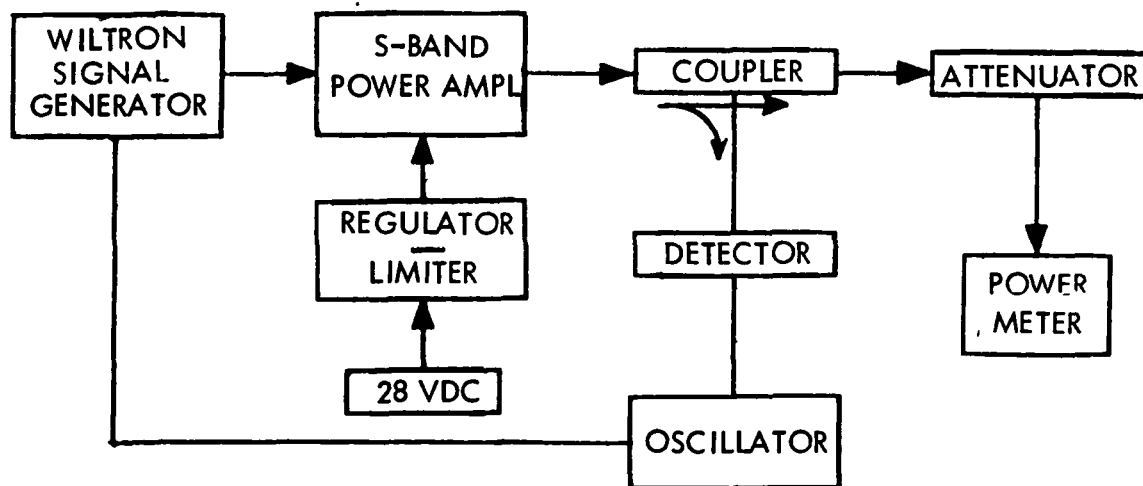 WILTRON
SIGNAL
GENERATOR
S-BAND
POWER AMPL
COUPLER
ATTENUATOR
REGULATOR
LIMITER
DETECTOR
POWER
METER
28 VDC
OSCILLATOR